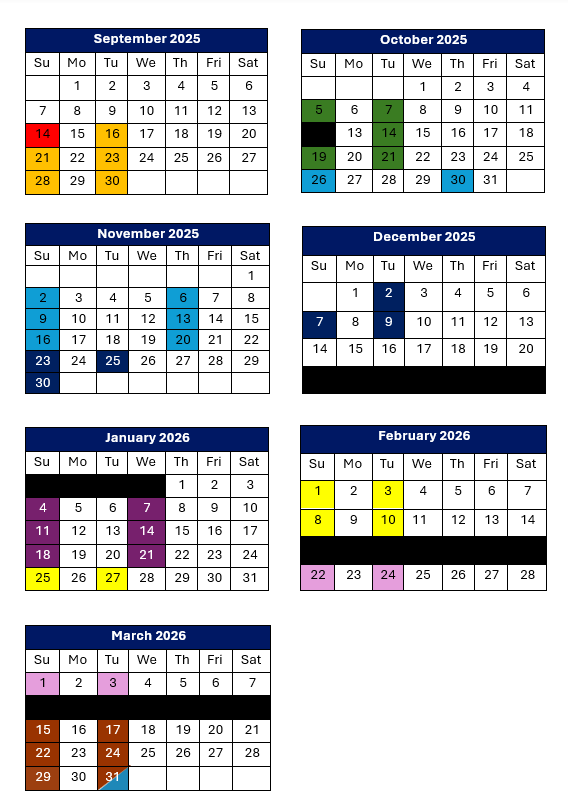 September 2025
Su Mo Tu We Th Fri Sat
1 2 3 4 5 6
7 8 9 10 11 12 13
14 15 16 17 18 19 20
21 22 23 24 25 26 27
28 29 30
October 2025
Su Mo Tu We Th Fri Sat
1 2 3 4
5 6 7 8 9 10 11
13 14 15 16 17 18
19 20 21 22 23 24 25
26 27 28 29 30 31
November 2025
Su Mo Tu We Th Fri Sat
1
2 3 4 5 6 7 8
9 10 11 12 13 14 15
16 17 18 19 20 21 22
23 24 25 26 27 28 29
30
December 2025
Su Mo Tu We Th Fri Sat
1 2 3 4 5 6
7 8 9 10 11 12 13
14 15 16 17 18 19 20
January 2026
Su Mo Tu We Th Fri Sat
1 2 3
4 5 6 7 8 9 10
11 12 13 14 15 16 17
18 19 20 21 22 23 24
25 26 27 28 29 30 31
February 2026
Su Mo Tu We Th Fri Sat
1 2 3 4 5 6 7
8 9 10 11 12 13 14
22 23 24 25 26 27 28
March 2026
Su Mo Tu We Th Fri Sat
1 2 3 4 5 6 7
15 16 17 18 19 20 21
22 23 24 25 26 27 28
29 30 31